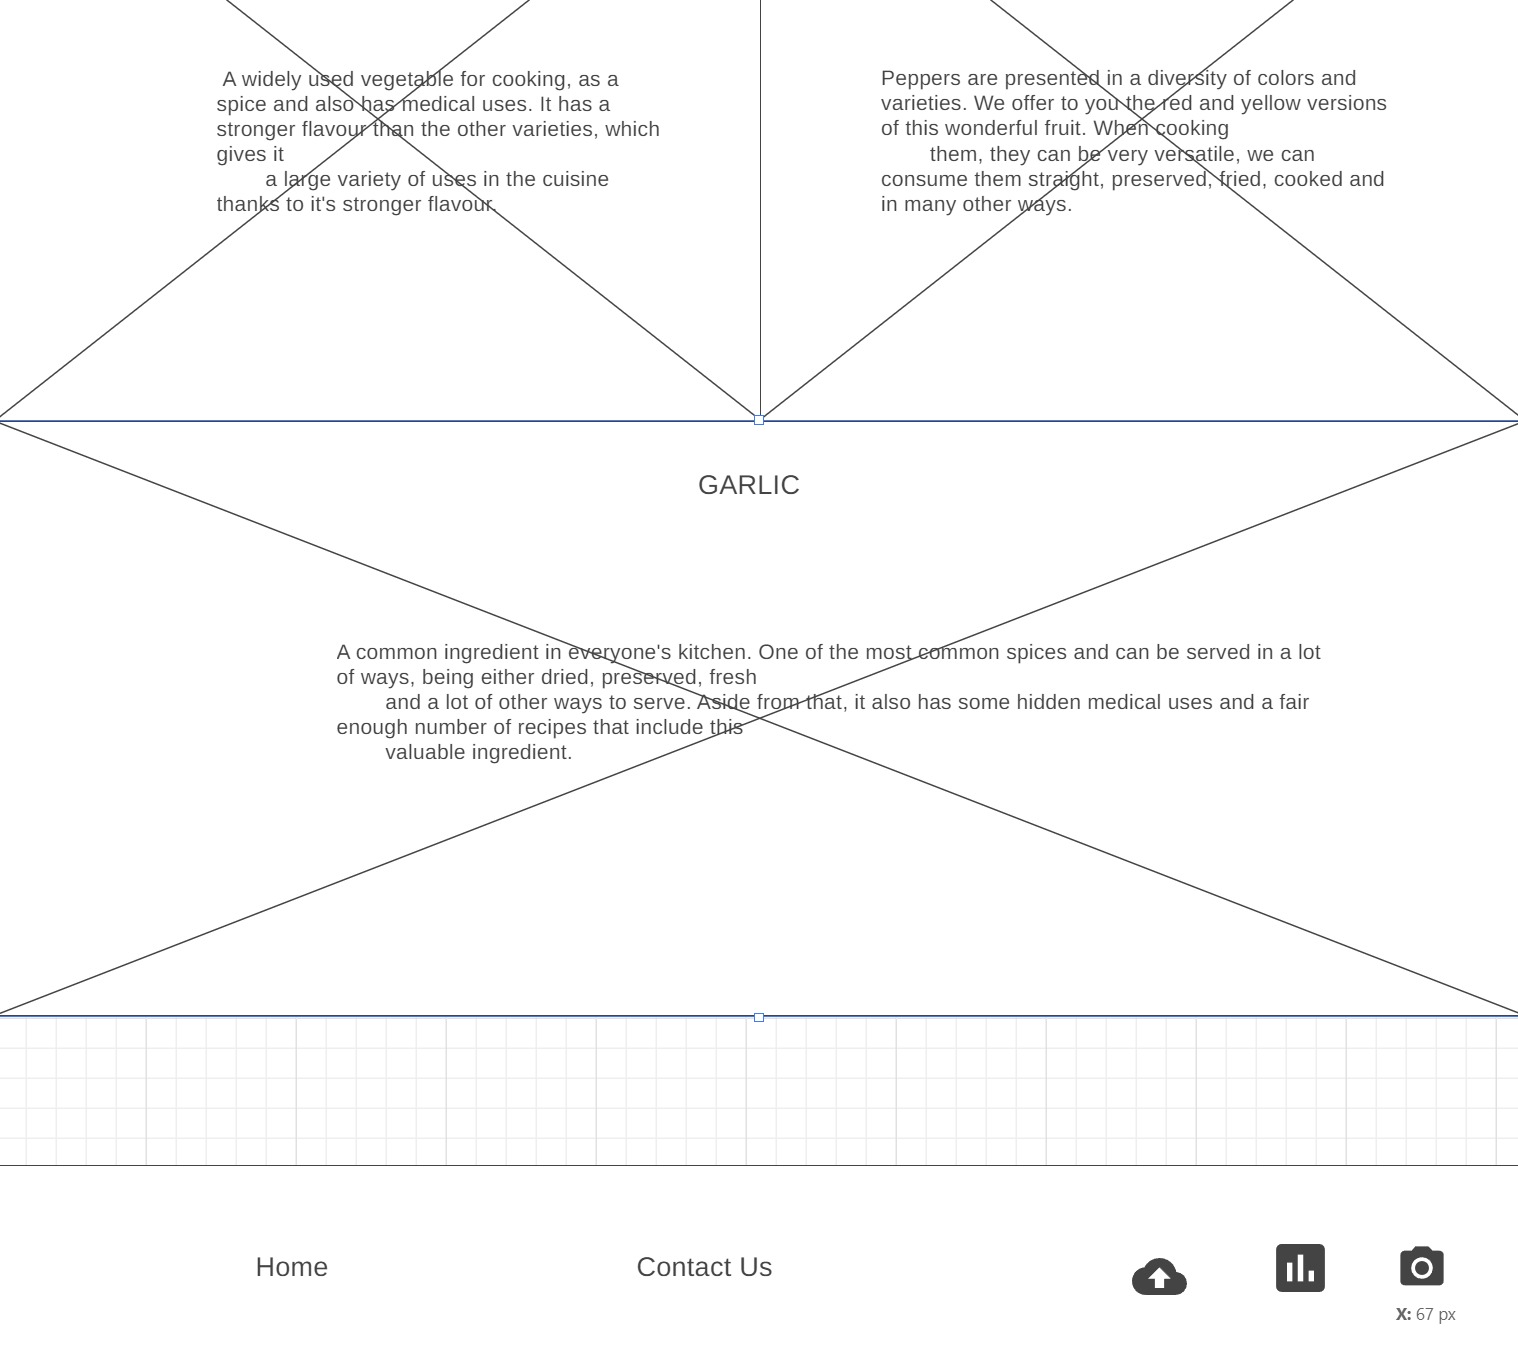 A widely used vegetable for cooking, as a
spice and also has medical uses. It has a
stronger flavour than the other varieties, which
gives it
a large variety of uses in the cuisine
thanks to it's stronger flavour.
Peppers are presented in a diversity of colors and
varieties. We offer to you the red and yellow versions
of this wonderful fruit. When cooking
them, they can be very versatile, we can
consume them straight, preserved, fried, cooked and
in many other ways.
GARLIC
A common ingredient in everyone's kitchen. One of the most common spices and can be served in a lot
of ways, being either dried, preserved, fresh
and a lot of other ways to serve. Aside from that, it also has some hidden medical uses and a fair
enough number of recipes that include this
valuable ingredient.
Home
Contact Us
X: 67 px